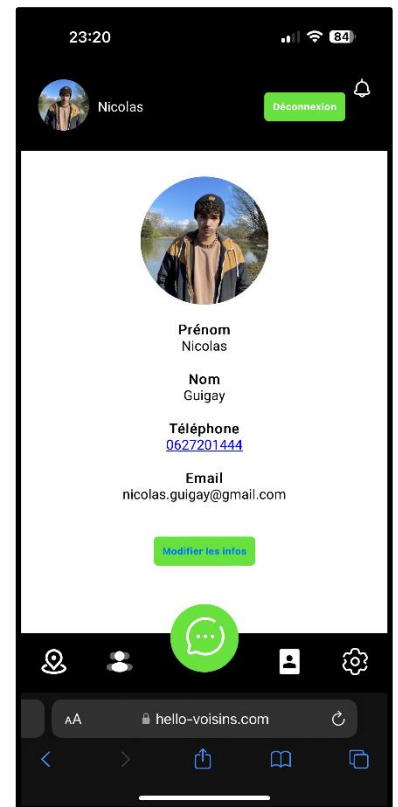 23:20
84
Nicolas
Déconnexion
Prénom
Nicolas
Nom
Guigay
Téléphone
0627201444
Email
nicolas.guigay@gmail.com
Modifier les infos
AA
hello-voisins.com